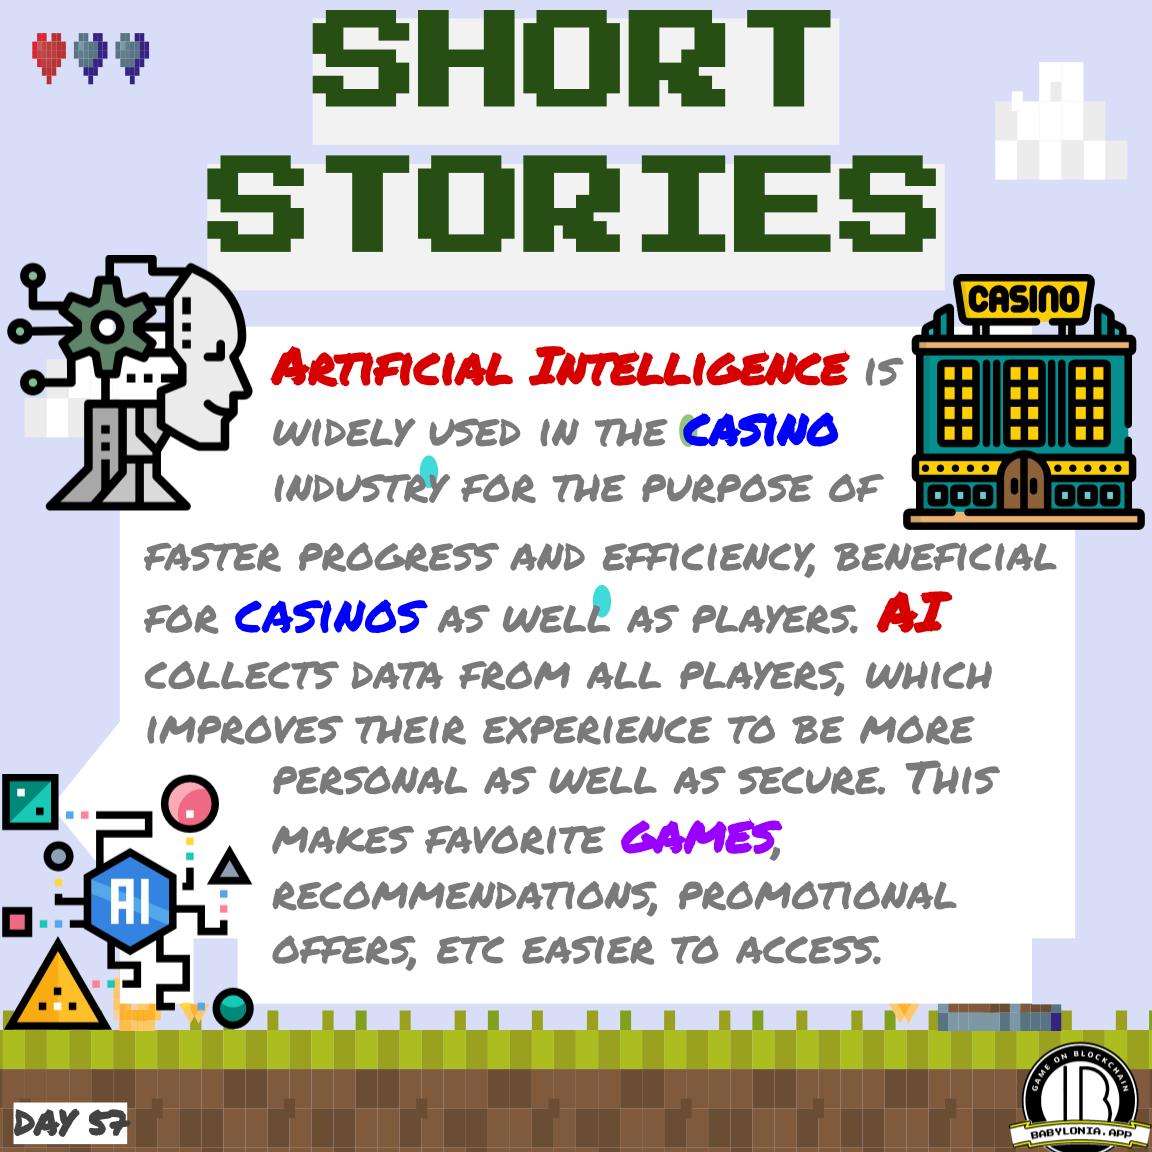 SHORT
STORIES
CASINO
ARTIFICIAL INTELLIGENCE IS
WIDELY USED IN THE CASINO
INDUSTRY FOR THE PURPOSE OF
FASTER PROGRESS AND EFFICIENCY, BENEFICIAL
FOR CASINOS AS WELL AS PLAYERS. AI
COLLECTS DATA FROM ALL PLAYERS, WHICH
IMPROVES THEIR EXPERIENCE TO BE MORE
PERSONAL AS WELL AS SECURE. THIS
MAKES FAVORITE GAMES,
RECOMMENDATIONS, PROMOTIONAL
OFFERS, ETC EASIER TO ACCESS.
AI
DAY 57
GAME ON BLOCKCHAIN
BABYLONIA.APP